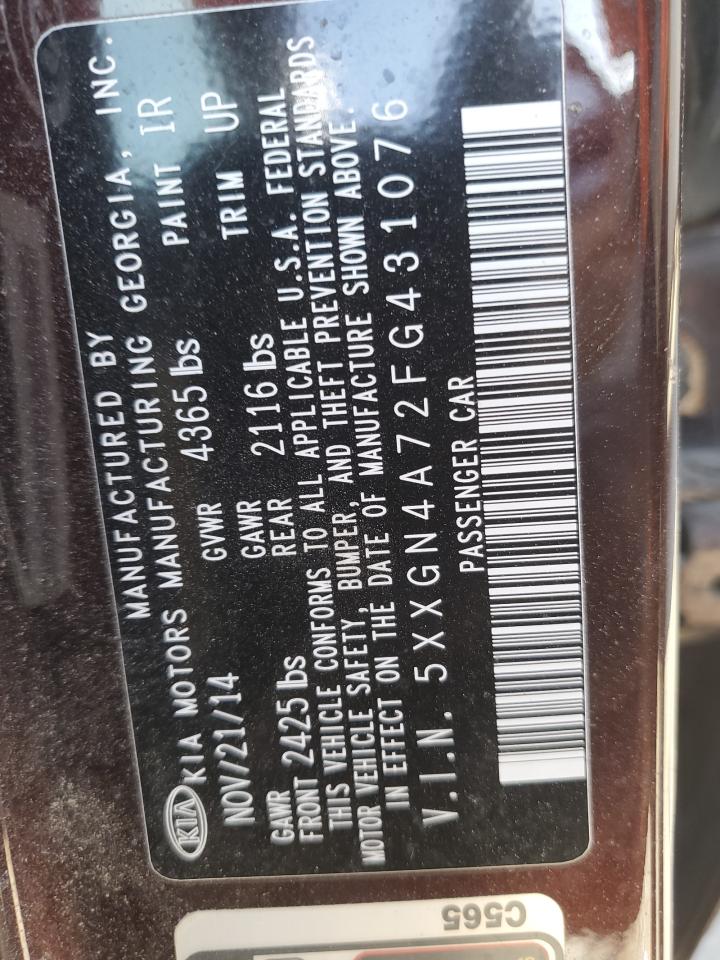 MANUFACTURED BY
KIA KIA MOTORS MANUFACTURING GEORGIA, INC.
NOV/21/14 GVWR 4365 lbs PAINT IR
GAWR FRONT 2425 lbs GAWR REAR 2116 lbs TRIM UP
THIS VEHICLE CONFORMS TO ALL APPLICABLE U.S.A. FEDERAL
MOTOR VEHICLE SAFETY, BUMPER, AND THEFT PREVENTION STANDARDS
IN EFFECT ON THE DATE OF MANUFACTURE SHOWN ABOVE.
V.I.N. 5XXGN4A72FG431076
PASSENGER CAR
C565